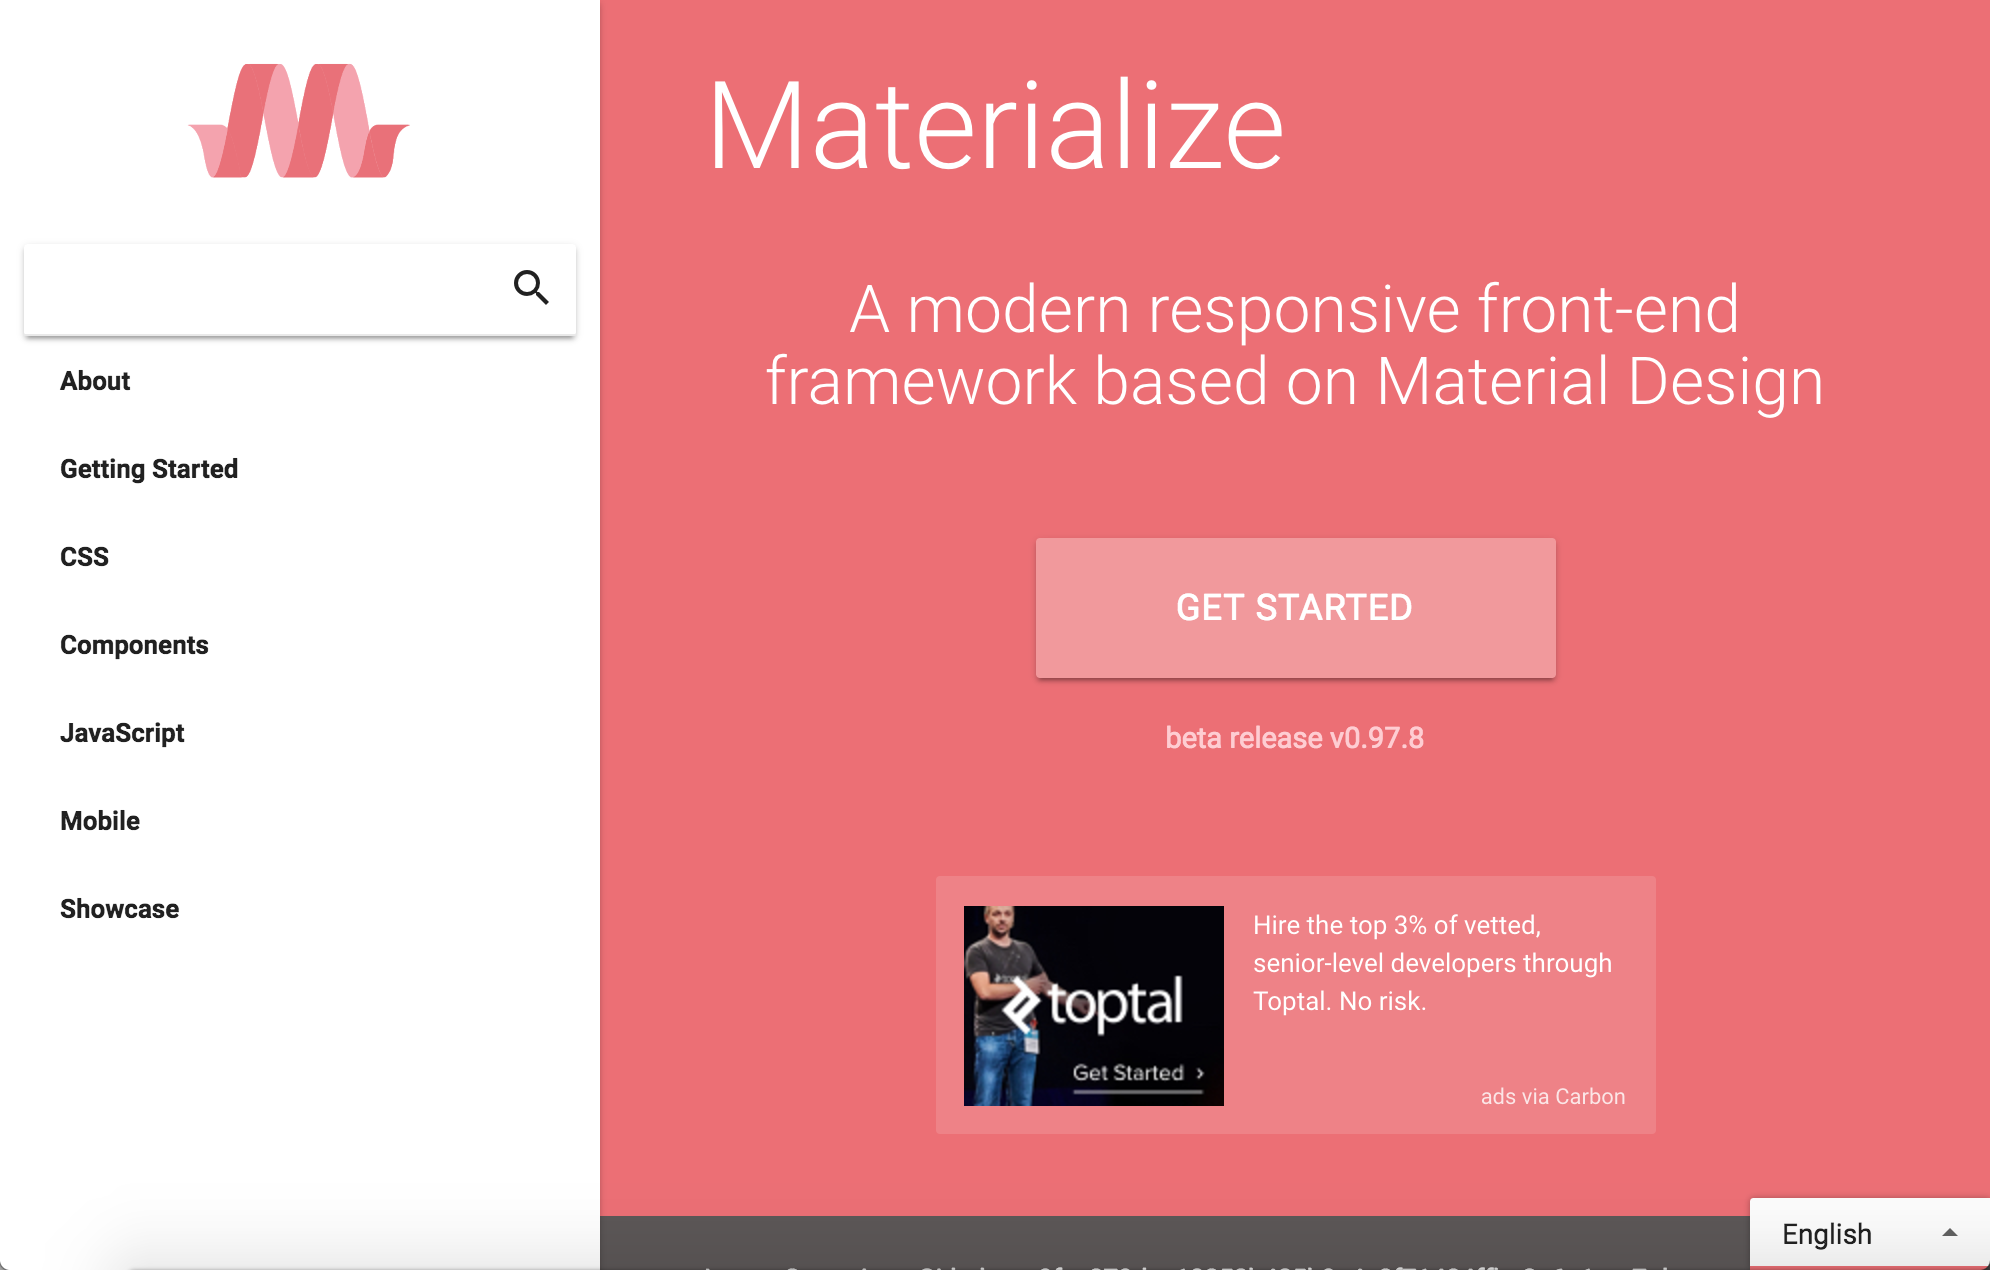 About
Getting Started
CSS
Components
JavaScript
Mobile
Showcase
Materialize
A modern responsive front-end
framework based on Material Design
GET STARTED
beta release v0.97.8
toptal
Get Started
Hire the top 3% of vetted,
senior-level developers through
Toptal. No risk.
ads via Carbon
English